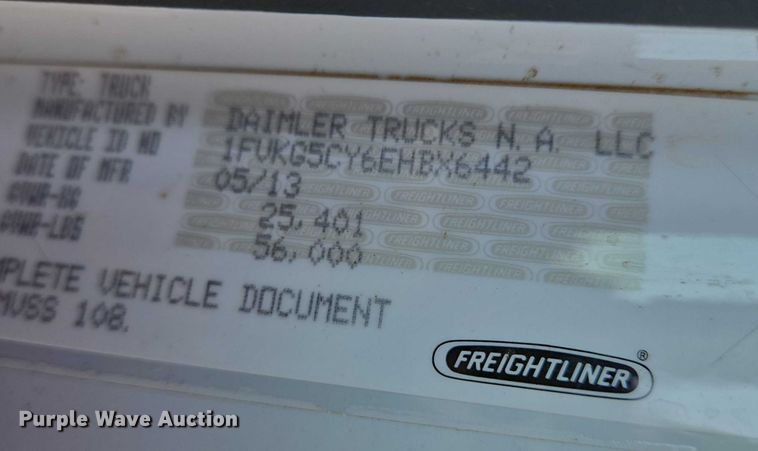 TYPE: TRUCK
MANUFACTURED BY DAIMLER TRUCKS N.A. LLC
VEHICLE ID NO 1FVKG5CY6EHBX6442
DATE OF MFR 05/13
GVWR-KG 25,401
GVWR-LBS 56,000
MPLETE VEHICLE DOCUMENT
MVSS 108.
FREIGHTLINER®
Purple Wave Auction